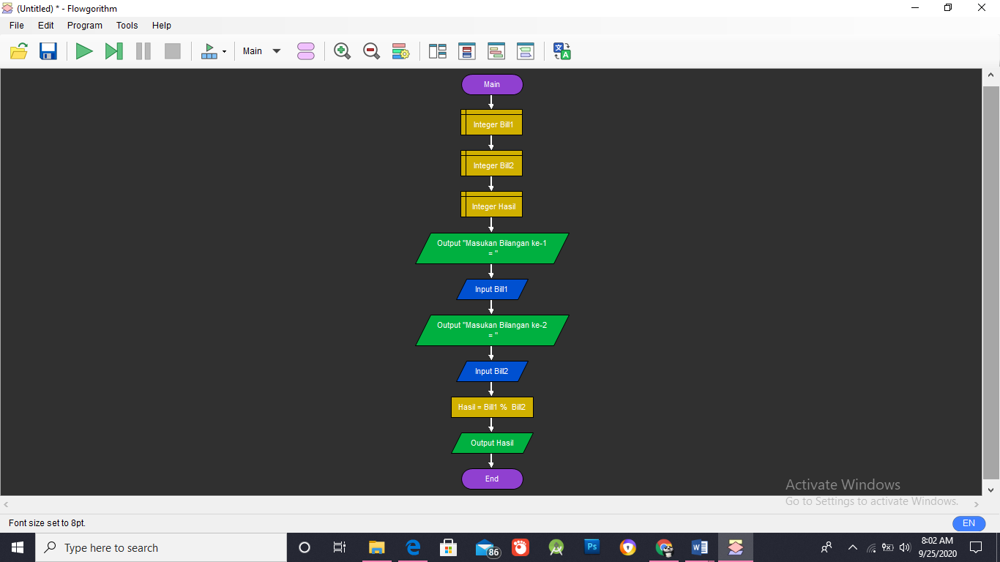 (Untitled) * - Flowgorithm
File Edit Program Tools Help
Main
Main
Integer Bill1
Integer Bill2
Integer Hasil
Output "Masukan Bilangan ke-1
= "
Input Bill1
Output "Masukan Bilangan ke-2
= "
Input Bill2
Hasil = Bill1 % Bill2
Output Hasil
End
Activate Windows
Go to Settings to activate Windows.
Font size set to 8pt.
EN
Type here to search
86
Ps
8:02 AM
9/25/2020